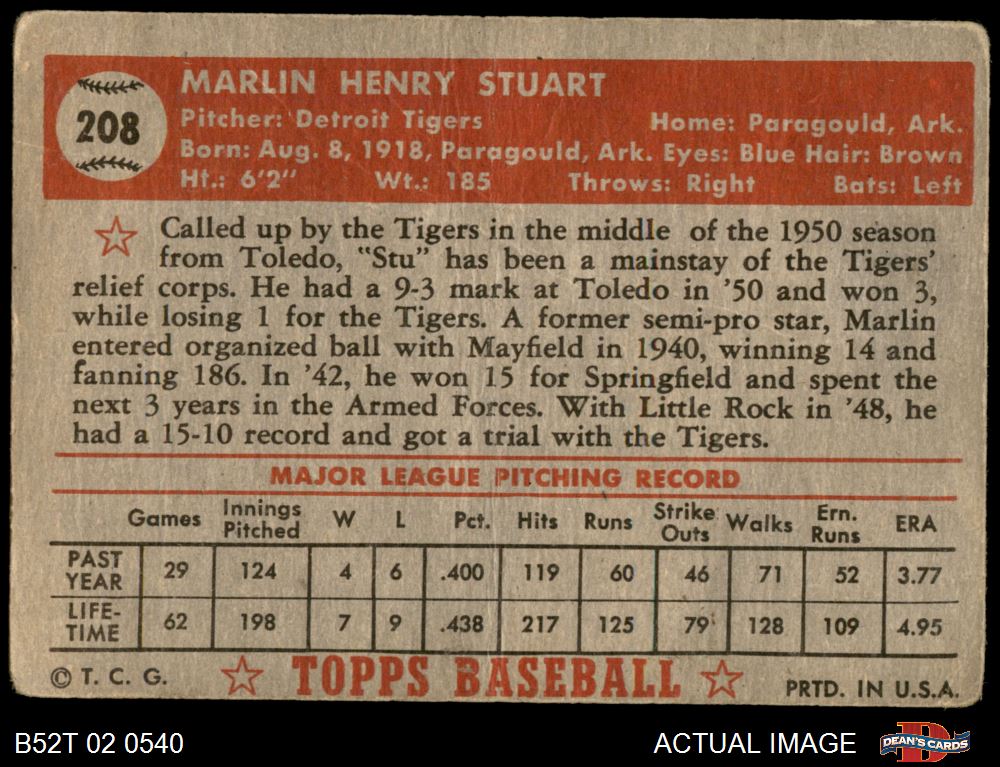 208
MARLIN HENRY STUART
Pitcher: Detroit Tigers Home: Paragould, Ark.
Born: Aug. 8, 1918, Paragould, Ark. Eyes: Blue Hair: Brown
Ht.: 6'2" Wt.: 185 Throws: Right Bats: Left
Called up by the Tigers in the middle of the 1950 season
from Toledo, "Stu" has been a mainstay of the Tigers'
relief corps. He had a 9-3 mark at Toledo in '50 and won 3,
while losing 1 for the Tigers. A former semi-pro star, Marlin
entered organized ball with Mayfield in 1940, winning 14 and
fanning 186. In '42, he won 15 for Springfield and spent the
next 3 years in the Armed Forces. With Little Rock in '48, he
had a 15-10 record and got a trial with the Tigers.
MAJOR LEAGUE PITCHING RECORD
Games Innings Pitched W L Pct. Hits Runs Strike Outs Walks Ern. Runs ERA
PAST YEAR 29 124 4 6 .400 119 60 46 71 52 3.77
LIFE-TIME 62 198 7 9 .438 217 125 79 128 109 4.95
© T. C. G. TOPPS BASEBALL PRTD. IN U.S.A.
B52T 02 0540 ACTUAL IMAGE DEAN'S CARDS